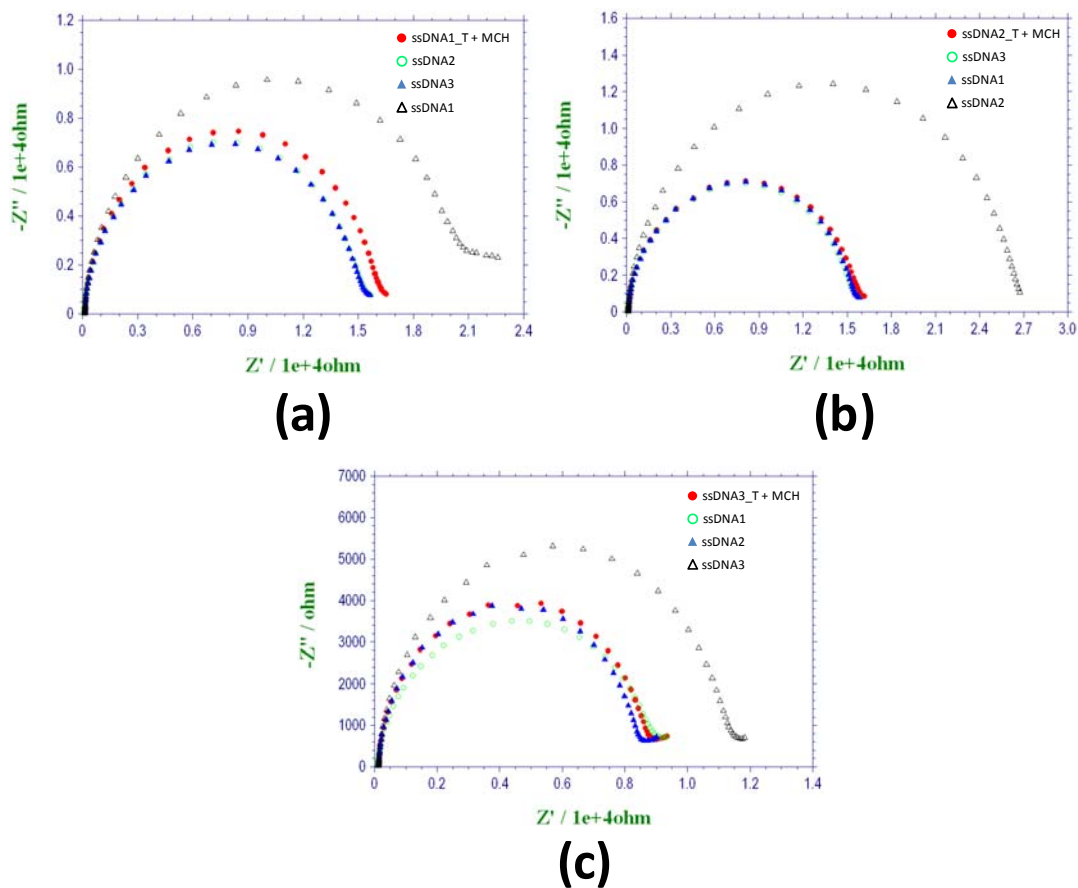 1.2
1.0
0.8
0.6
0.4
0.2
0
0
0.3
0.6
0.9
1.2
1.5
1.8
2.1
2.4
-Z" / 1e+4ohm
Z' / 1e+4ohm
ssDNA1_T + MCH
ssDNA2
ssDNA3
ssDNA1
(a)
1.6
1.4
1.2
1.0
0.8
0.6
0.4
0.2
0
0
0.3
0.6
0.9
1.2
1.5
1.8
2.1
2.4
2.7
3.0
-Z" / 1e+4ohm
Z' / 1e+4ohm
ssDNA2_T + MCH
ssDNA3
ssDNA1
ssDNA2
(b)
7000
6000
5000
4000
3000
2000
1000
0
0
0.2
0.4
0.6
0.8
1.0
1.2
1.4
-Z" / ohm
Z' / 1e+4ohm
ssDNA3_T + MCH
ssDNA1
ssDNA2
ssDNA3
(c)